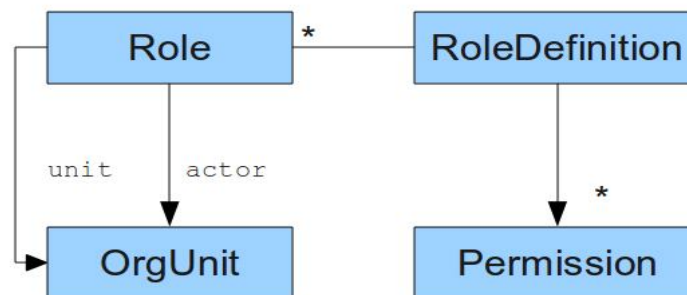 Role * RoleDefinition
unit actor
*
OrgUnit Permission